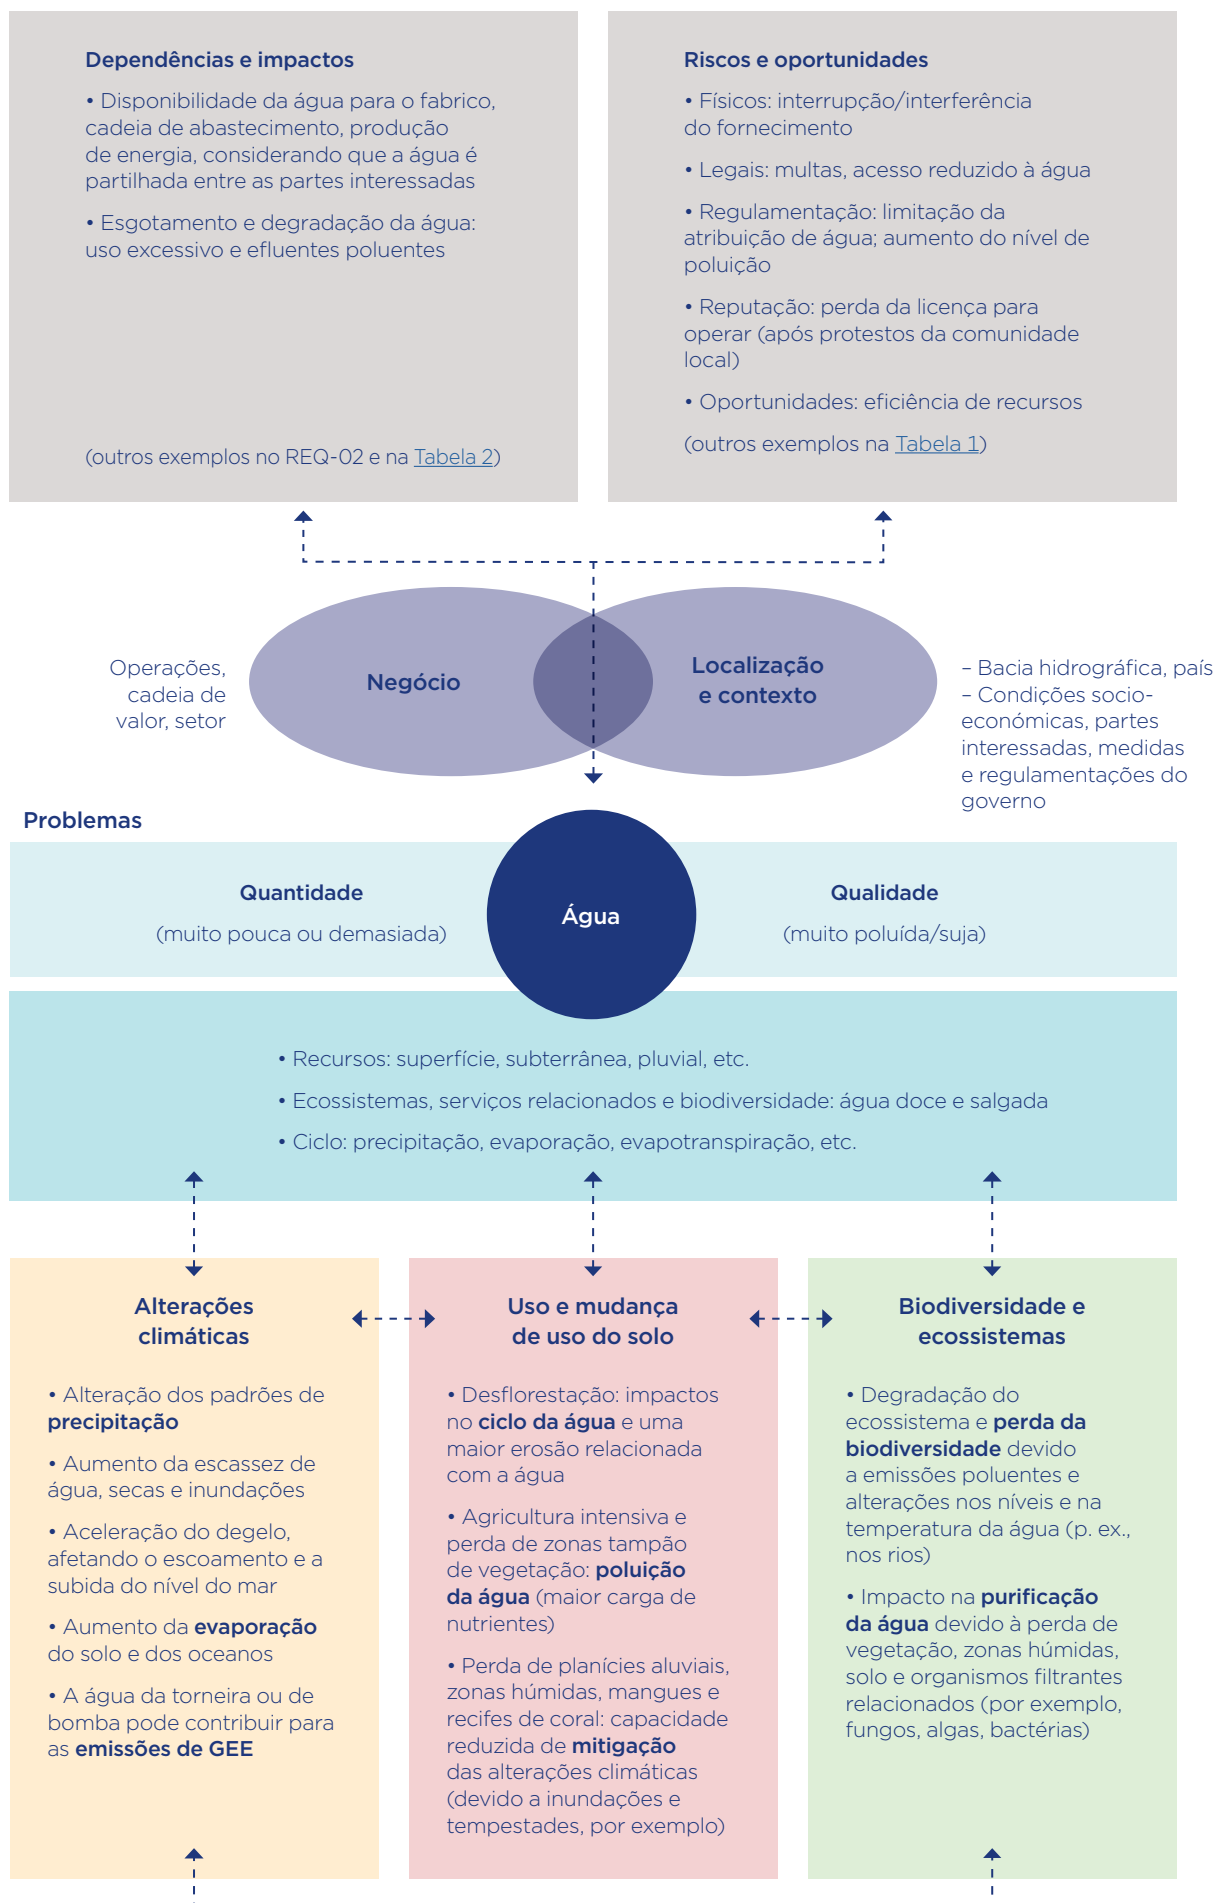 Dependências e impactos
• Disponibilidade da água para o fabrico,
cadeia de abastecimento, produção
de energia, considerando que a água é
partilhada entre as partes interessadas
• Esgotamento e degradação da água:
uso excessivo e efluentes poluentes
(outros exemplos no REQ-02 e na Tabela 2)
Riscos e oportunidades
• Físicos: interrupção/interferência
do fornecimento
• Legais: multas, acesso reduzido à água
• Regulamentação: limitação da
atribuição de água; aumento do nível de
poluição
• Reputação: perda da licença para
operar (após protestos da comunidade
local)
• Oportunidades: eficiência de recursos
(outros exemplos na Tabela 1)
Operações,
cadeia de
valor, setor
Negócio
Localização
e contexto
– Bacia hidrográfica, país
– Condições socio-
económicas, partes
interessadas, medidas
e regulamentações do
governo
Problemas
Quantidade
(muito pouca ou demasiada)
Água
Qualidade
(muito poluída/suja)
• Recursos: superfície, subterrânea, pluvial, etc.
• Ecossistemas, serviços relacionados e biodiversidade: água doce e salgada
• Ciclo: precipitação, evaporação, evapotranspiração, etc.
Alterações
climáticas
• Alteração dos padrões de
precipitação
• Aumento da escassez de
água, secas e inundações
• Aceleração do degelo,
afetando o escoamento e a
subida do nível do mar
• Aumento da evaporação
do solo e dos oceanos
• A água da torneira ou de
bomba pode contribuir para
as emissões de GEE
Uso e mudança
de uso do solo
• Desflorestação: impactos
no ciclo da água e uma
maior erosão relacionada
com a água
• Agricultura intensiva e
perda de zonas tampão
de vegetação: poluição
da água (maior carga de
nutrientes)
• Perda de planícies aluviais,
zonas húmidas, mangues e
recifes de coral: capacidade
reduzida de mitigação
das alterações climáticas
(devido a inundações e
tempestades, por exemplo)
Biodiversidade e
ecossistemas
• Degradação do
ecossistema e perda da
biodiversidade devido
a emissões poluentes e
alterações nos níveis e na
temperatura da água (p. ex.,
nos rios)
• Impacto na purificação
da água devido à perda de
vegetação, zonas húmidas,
solo e organismos filtrantes
relacionados (por exemplo,
fungos, algas, bactérias)